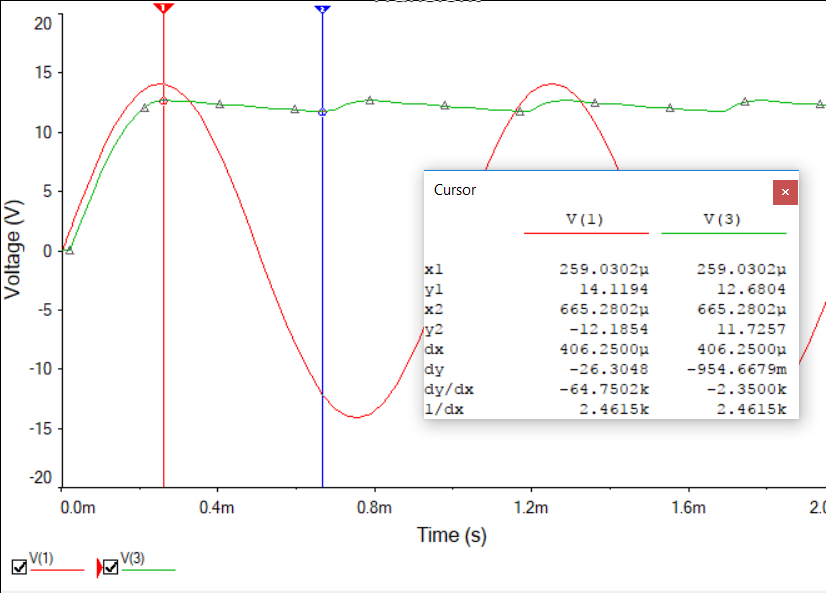 20
15
10
5
0
-5
-10
-15
-20
Voltage (V)
1
2
Cursor
×
V(1) V(3)
x1 259.0302µ 259.0302µ
y1 14.1194 12.6804
x2 665.2802µ 665.2802µ
y2 -12.1854 11.7257
dx 406.2500µ 406.2500µ
dy -26.3048 -954.6679m
dy/dx -64.7502k -2.3500k
1/dx 2.4615k 2.4615k
0.0m 0.4m 0.8m 1.2m 1.6m 2.0
Time (s)
V(1) V(3)